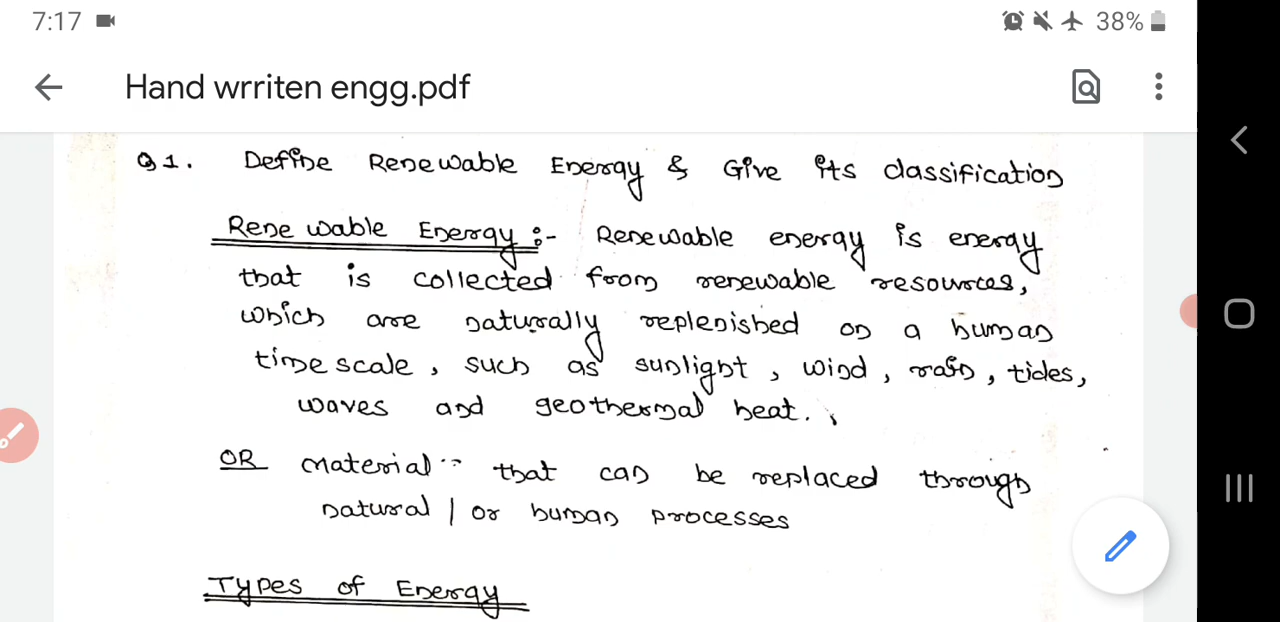 7:17 38%
Hand wrriten engg.pdf
Q1. Define Renewable Energy & Give its classification
Renewable Energy :- Renewable energy is energy
that is collected from renewable resources,
which are naturally replenished on a human
time scale, such as sunlight, wind, rain, tides,
waves and geothermal heat.
OR Material that can be replaced through
natural / or human processes
Types of Energy